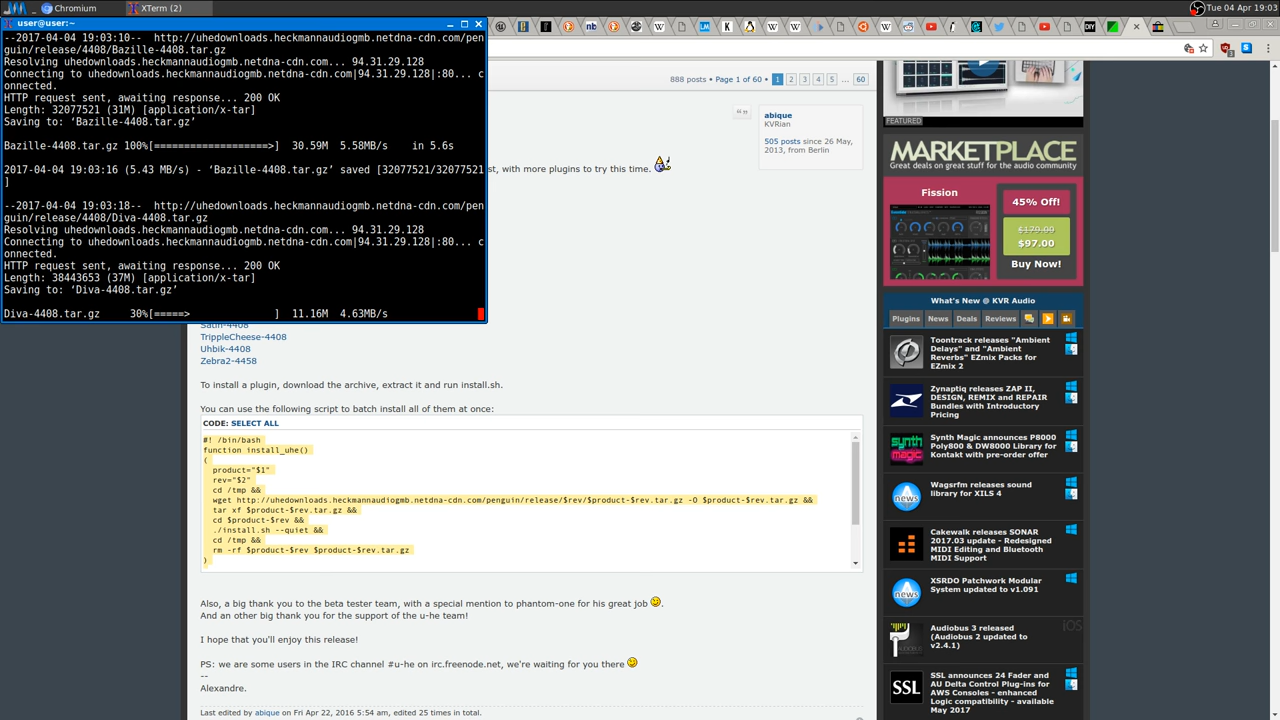 Chromium
XTerm (2)
Tue 04 Apr, 19:03
user@user:~
--2017-04-04 19:03:10--  http://uhedownloads.heckmannaudiogmb.netdna-cdn.com/pen
guin/release/4408/Bazille-4408.tar.gz
Resolving uhedownloads.heckmannaudiogmb.netdna-cdn.com... 94.31.29.128
Connecting to uhedownloads.heckmannaudiogmb.netdna-cdn.com|94.31.29.128|:80... c
onnected.
HTTP request sent, awaiting response... 200 OK
Length: 32077521 (31M) [application/x-tar]
Saving to: ‘Bazille-4408.tar.gz’
Bazille-4408.tar.gz 100%[===================>]  30.59M  5.58MB/s    in 5.6s
2017-04-04 19:03:16 (5.43 MB/s) - ‘Bazille-4408.tar.gz’ saved [32077521/32077521
]
--2017-04-04 19:03:18--  http://uhedownloads.heckmannaudiogmb.netdna-cdn.com/pen
guin/release/4408/Diva-4408.tar.gz
Resolving uhedownloads.heckmannaudiogmb.netdna-cdn.com... 94.31.29.128
Connecting to uhedownloads.heckmannaudiogmb.netdna-cdn.com|94.31.29.128|:80... c
onnected.
HTTP request sent, awaiting response... 200 OK
Length: 38443653 (37M) [application/x-tar]
Saving to: ‘Diva-4408.tar.gz’
Diva-4408.tar.gz     30%[=====>              ]  11.16M  4.63MB/s
888 posts • Page 1 of 60 • 1 2 3 4 5 ... 60
abique
KVRian
505 posts since 26 May,
2013, from Berlin
st, with more plugins to try this time.
Satin-4408
TrippleCheese-4408
Uhbik-4408
Zebra2-4458
To install a plugin, download the archive, extract it and run install.sh.
You can use the following script to batch install all of them at once:
CODE: SELECT ALL
#! /bin/bash
function install_uhe()
{
product="$1"
rev="$2"
cd /tmp &&
wget http://uhedownloads.heckmannaudiogmb.netdna-cdn.com/penguin/release/$rev/$product-$rev.tar.gz -O $product-$rev.tar.gz &&
tar xf $product-$rev.tar.gz &&
cd $product-$rev &&
./install.sh --quiet &&
cd /tmp &&
rm -rf $product-$rev $product-$rev.tar.gz
}
Also, a big thank you to the beta tester team, with a special mention to phantom-one for his great job .
And an other big thank you for the support of the u-he team!
I hope that you'll enjoy this release!
PS: we are some users in the IRC channel #u-he on irc.freenode.net, we're waiting for you there
--
Alexandre.
Last edited by abique on Fri Apr 22, 2016 5:54 am, edited 25 times in total.
FEATURED
MARKETPLACE
Great deals on great stuff for the audio community
Fission
45% Off!
$179.00
$97.00
Buy Now!
What's New @ KVR Audio
Plugins News Deals Reviews
Toontrack releases "Ambient
Delays" and "Ambient
Reverbs" EZmix Packs for
EZmix 2
Zynaptiq releases ZAP II,
DESIGN, REMIX and REPAIR
Bundles with Introductory
Pricing
synth
magic
Synth Magic announces P8000
Poly800 & DW8000 Library for
Kontakt with pre-order offer
news
Wagsrfm releases sound
library for XILS 4
Cakewalk releases SONAR
2017.03 update - Redesigned
MIDI Editing and Bluetooth
MIDI Support
news
XSRDO Patchwork Modular
System updated to v1.091
Audiobus 3 released
(Audiobus 2 updated to
v2.4.1)
iOS
SSL
SSL announces 24 Fader and
AU Delta Control Plug-ins for
AWS Consoles - enhanced
Logic compatibility - available
May 2017